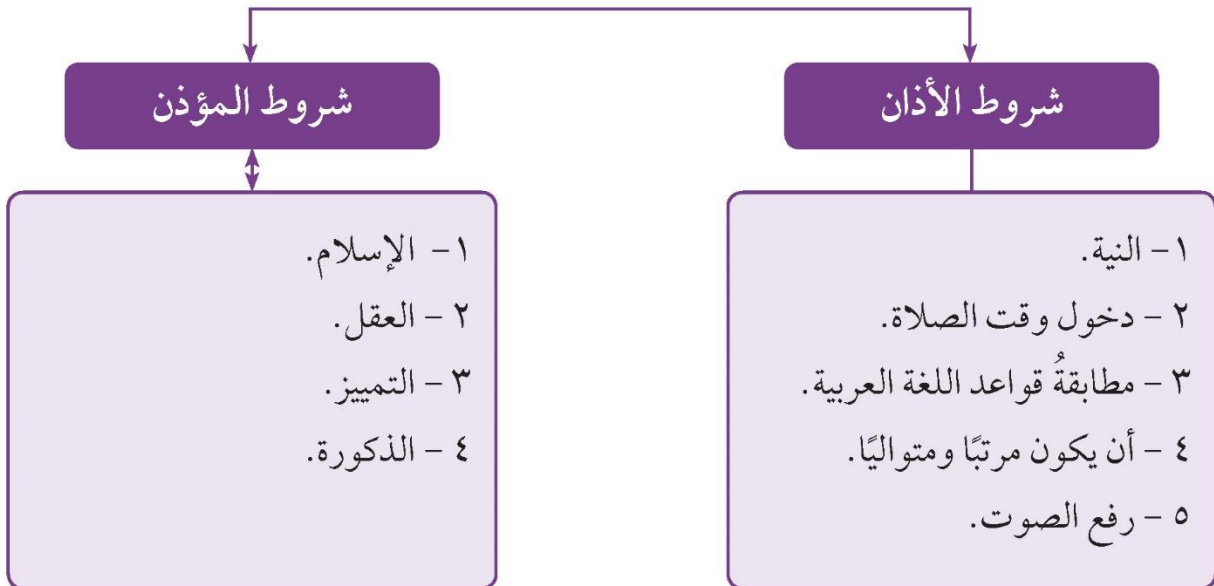 شروط الأذان
١ – النية.
٢ – دخول وقت الصلاة.
٣ – مطابقةُ قواعد اللغة العربية.
٤ – أن يكون مرتبًا ومتواليًا.
٥ – رفع الصوت.
شروط المؤذن
١ – الإسلام.
٢ – العقل.
٣ – التمييز.
٤ – الذكورة.